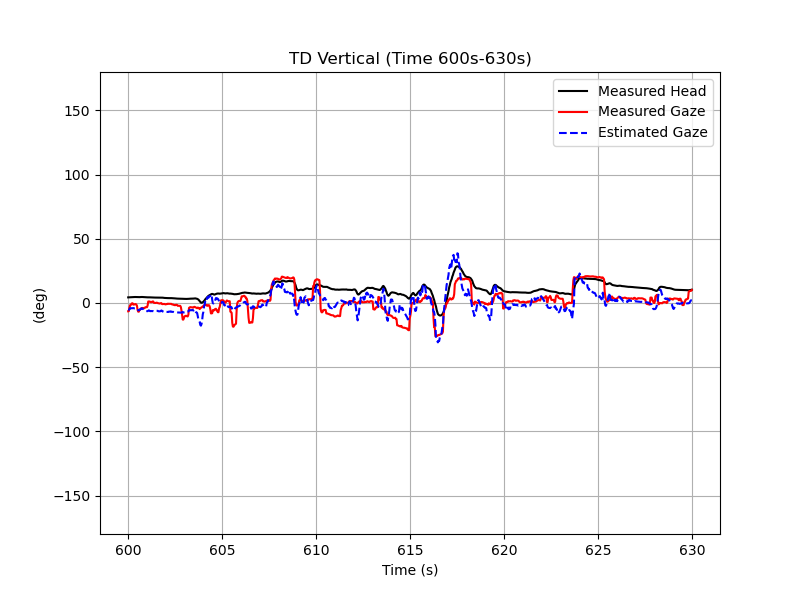 TD Vertical (Time 600s-630s)
Measured Head
Measured Gaze
Estimated Gaze
150
100
50
0
−50
−100
−150
(deg)
600 605 610 615 620 625 630
Time (s)